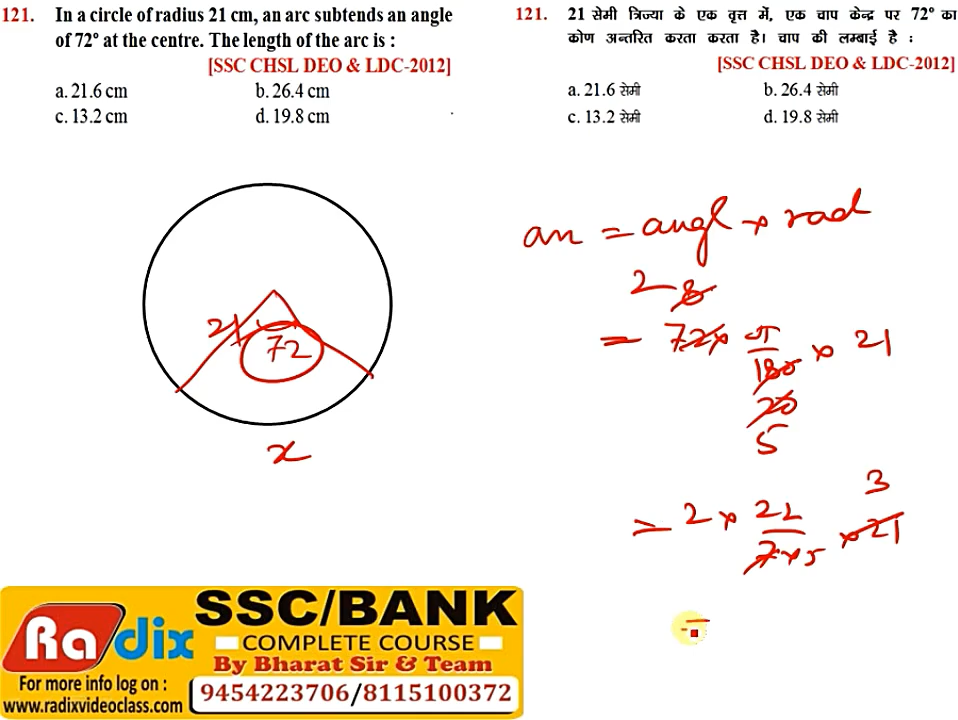 121. In a circle of radius 21 cm, an arc subtends an angle
of 72º at the centre. The length of the arc is :
[SSC CHSL DEO & LDC-2012]
a. 21.6 cm b. 26.4 cm
c. 13.2 cm d. 19.8 cm
121. 21 सेमी त्रिज्या के एक वृत्त में, एक चाप केन्द्र पर 72º का
कोण अन्तरित करता करता है। चाप की लम्बाई है :
[SSC CHSL DEO & LDC-2012]
a. 21.6 सेमी b. 26.4 सेमी
c. 13.2 सेमी d. 19.8 सेमी
21
72
x
= angl × rad
2 8
= 72 × π/180 × 21
20
5
3
= 2 × 22/7×5 × 21
=
Radix
SSC/BANK
COMPLETE COURSE
By Bharat Sir & Team
For more info log on :
www.radixvideoclass.com
9454223706/8115100372